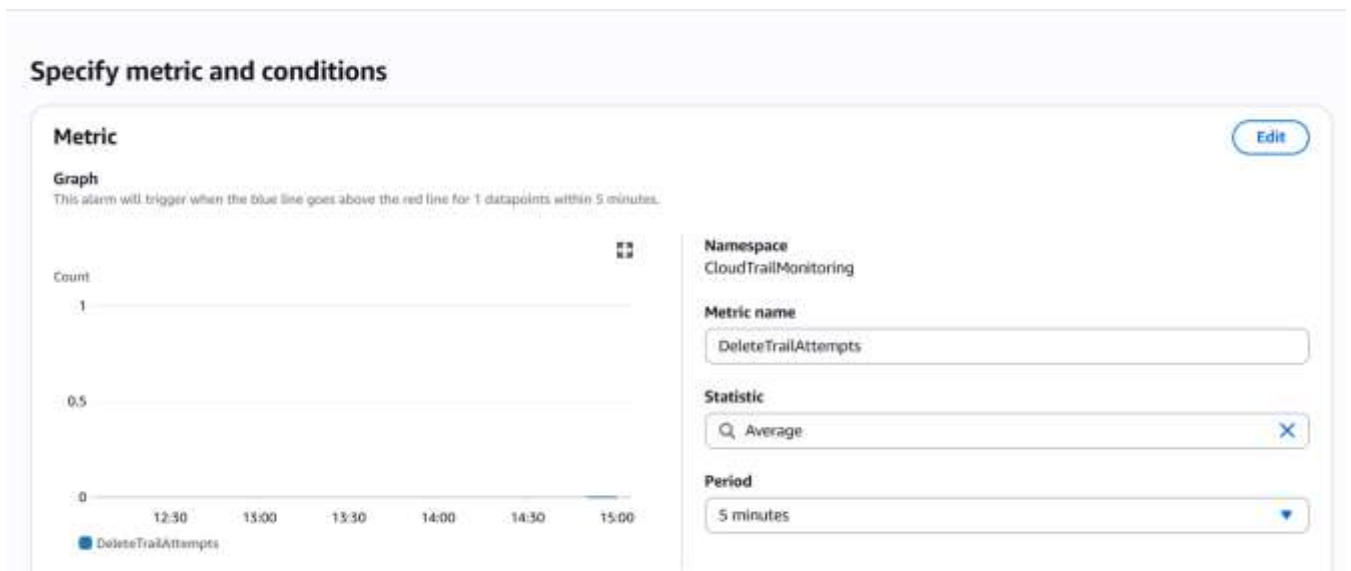 Specify metric and conditions
Metric
Edit
Graph
This alarm will trigger when the blue line goes above the red line for 1 datapoints within 5 minutes.
Count
1
0.5
0
12:30 13:00 13:30 14:00 14:30 15:00
DeleteTrailAttempts
Namespace
CloudTrailMonitoring
Metric name
DeleteTrailAttempts
Statistic
Average
Period
5 minutes